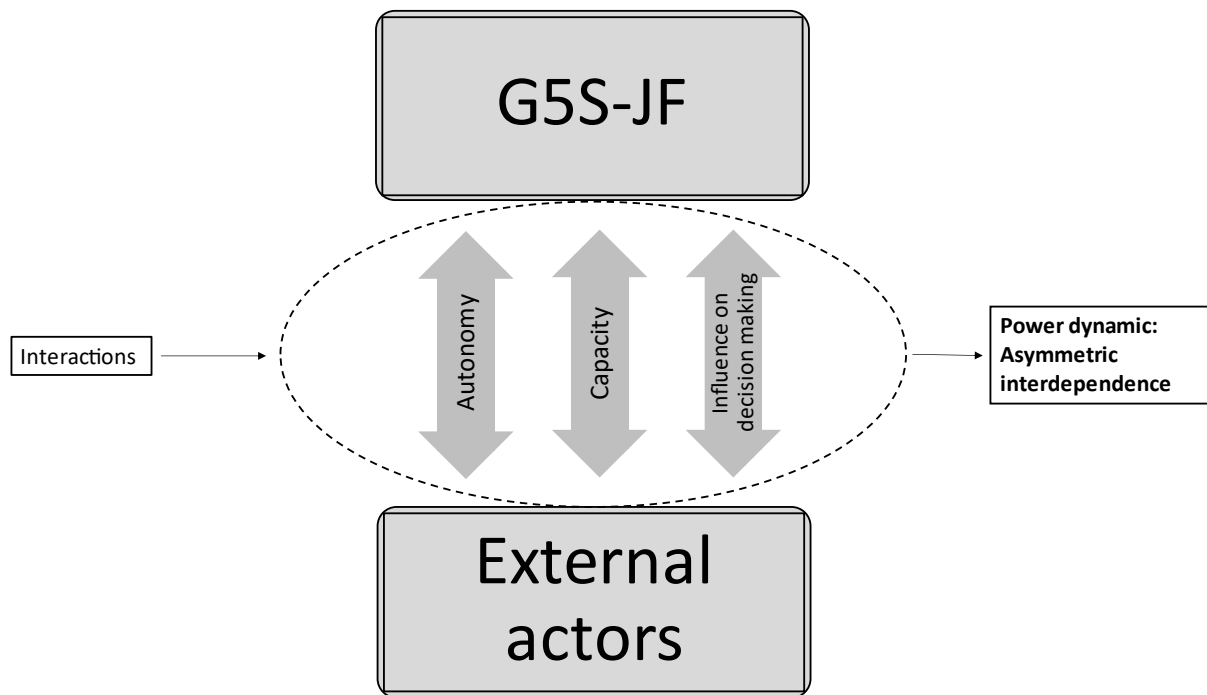 G5S-JF
Autonomy
Capacity
Influence on
decision making
Interactions
Power dynamic:
Asymmetric
interdependence
External
actors